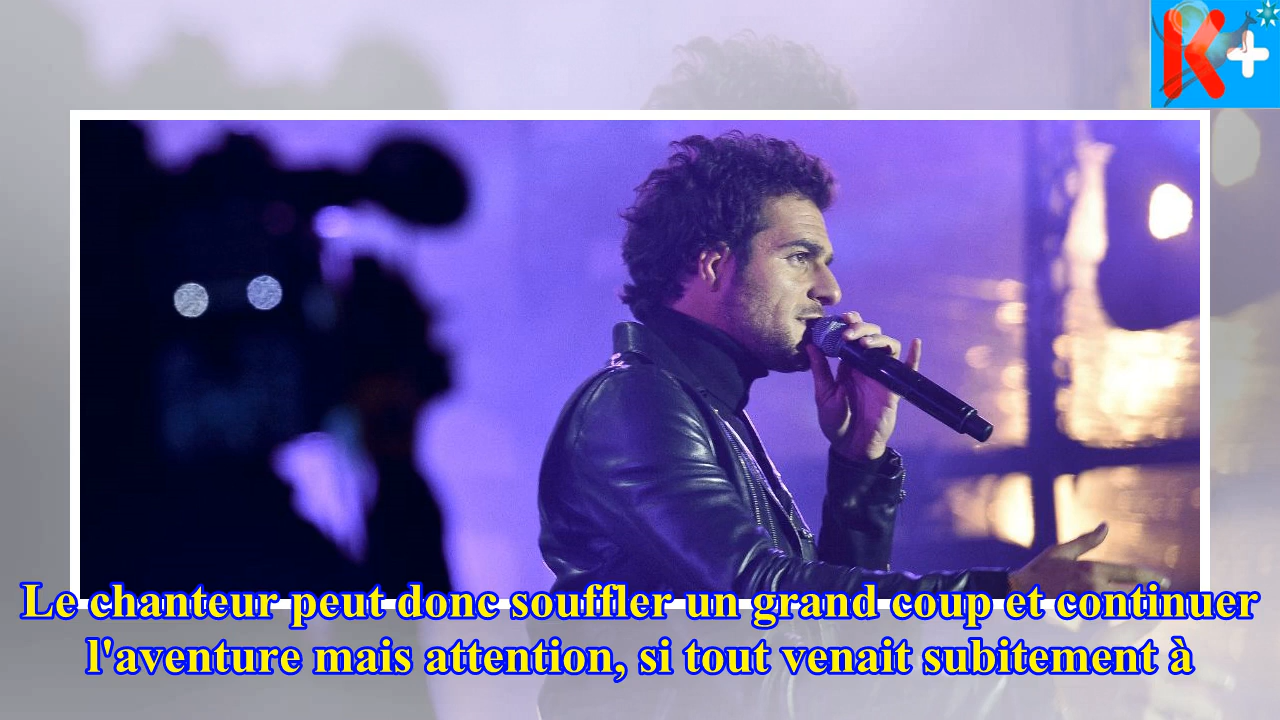 K+
Le chanteur peut donc souffler un grand coup et continuer
l'aventure mais attention, si tout venait subitement à